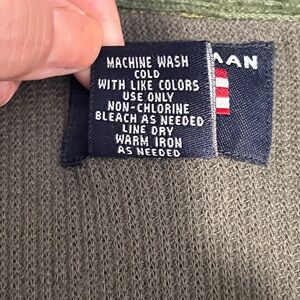 MACHINE WASH
COLD
WITH LIKE COLORS
USE ONLY
NON-CHLORINE
BLEACH AS NEEDED
LINE DRY
WARM IRON
AS NEEDED
MAN